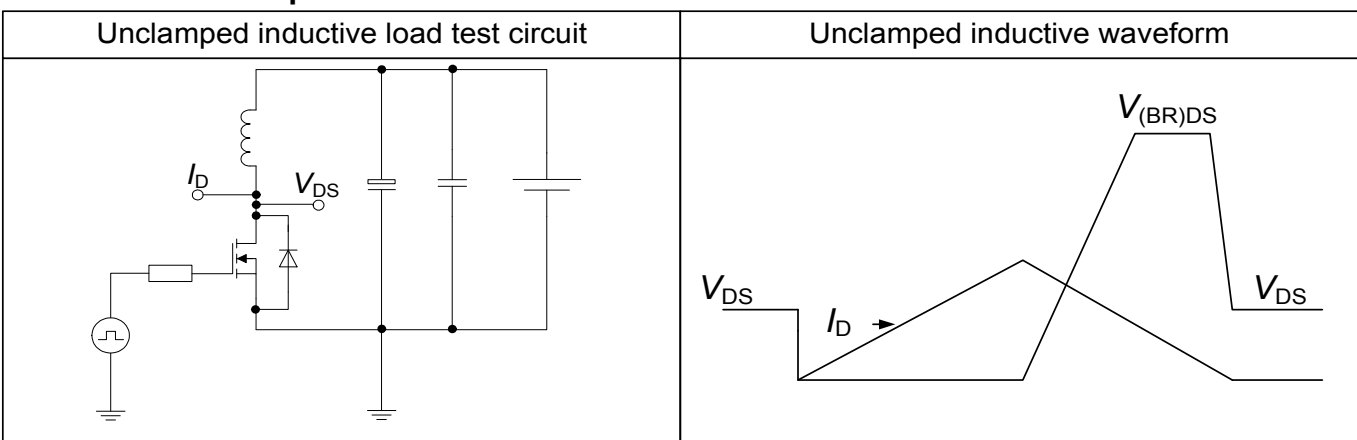 Unclamped inductive load test circuit
Unclamped inductive waveform
V(BR)DS
ID
VDS
VDS
ID
VDS